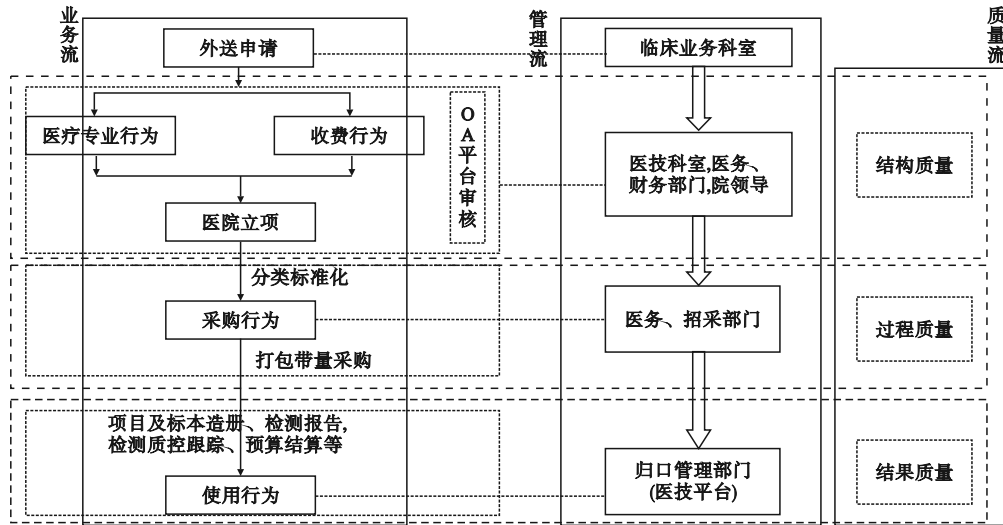 业务流
外送申请
医疗专业行为
收费行为
医院立项
OA平台审核
分类标准化
采购行为
打包带量采购
项目及标本造册、检测报告,
检测质控跟踪、预算结算等
使用行为
管理流
临床业务科室
医技科室,医务、
财务部门,院领导
医务、招采部门
归口管理部门
(医技平台)
质量流
结构质量
过程质量
结果质量